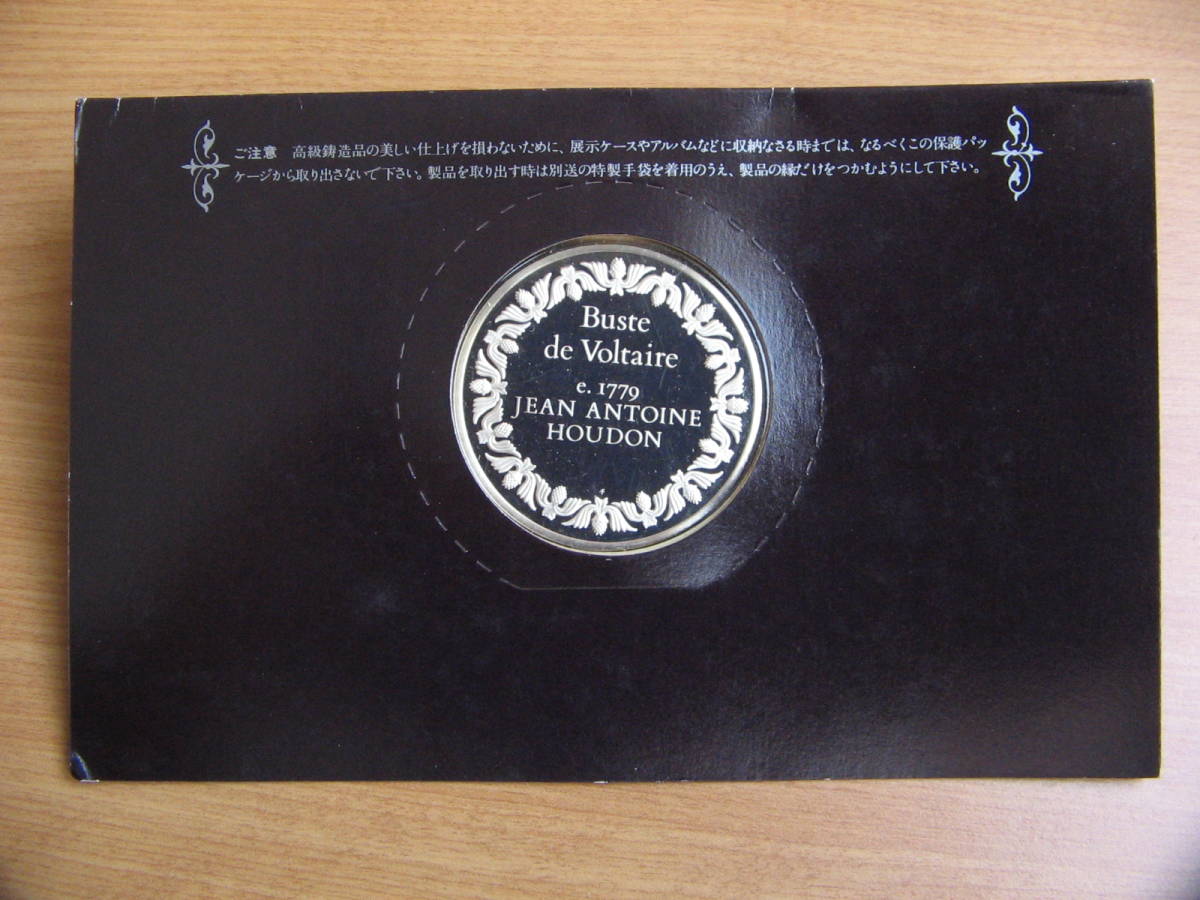 ご注意 高級鋳造品の美しい仕上げを損わないために、展示ケースやアルバムなどに収納なさる時までは、なるべくこの保護パッ
ケージから取り出さないで下さい。製品を取り出す時は別送の特製手袋を着用のうえ、製品の縁だけをつかむようにして下さい。
Buste
de Voltaire
e. 1779
JEAN ANTOINE
HOUDON